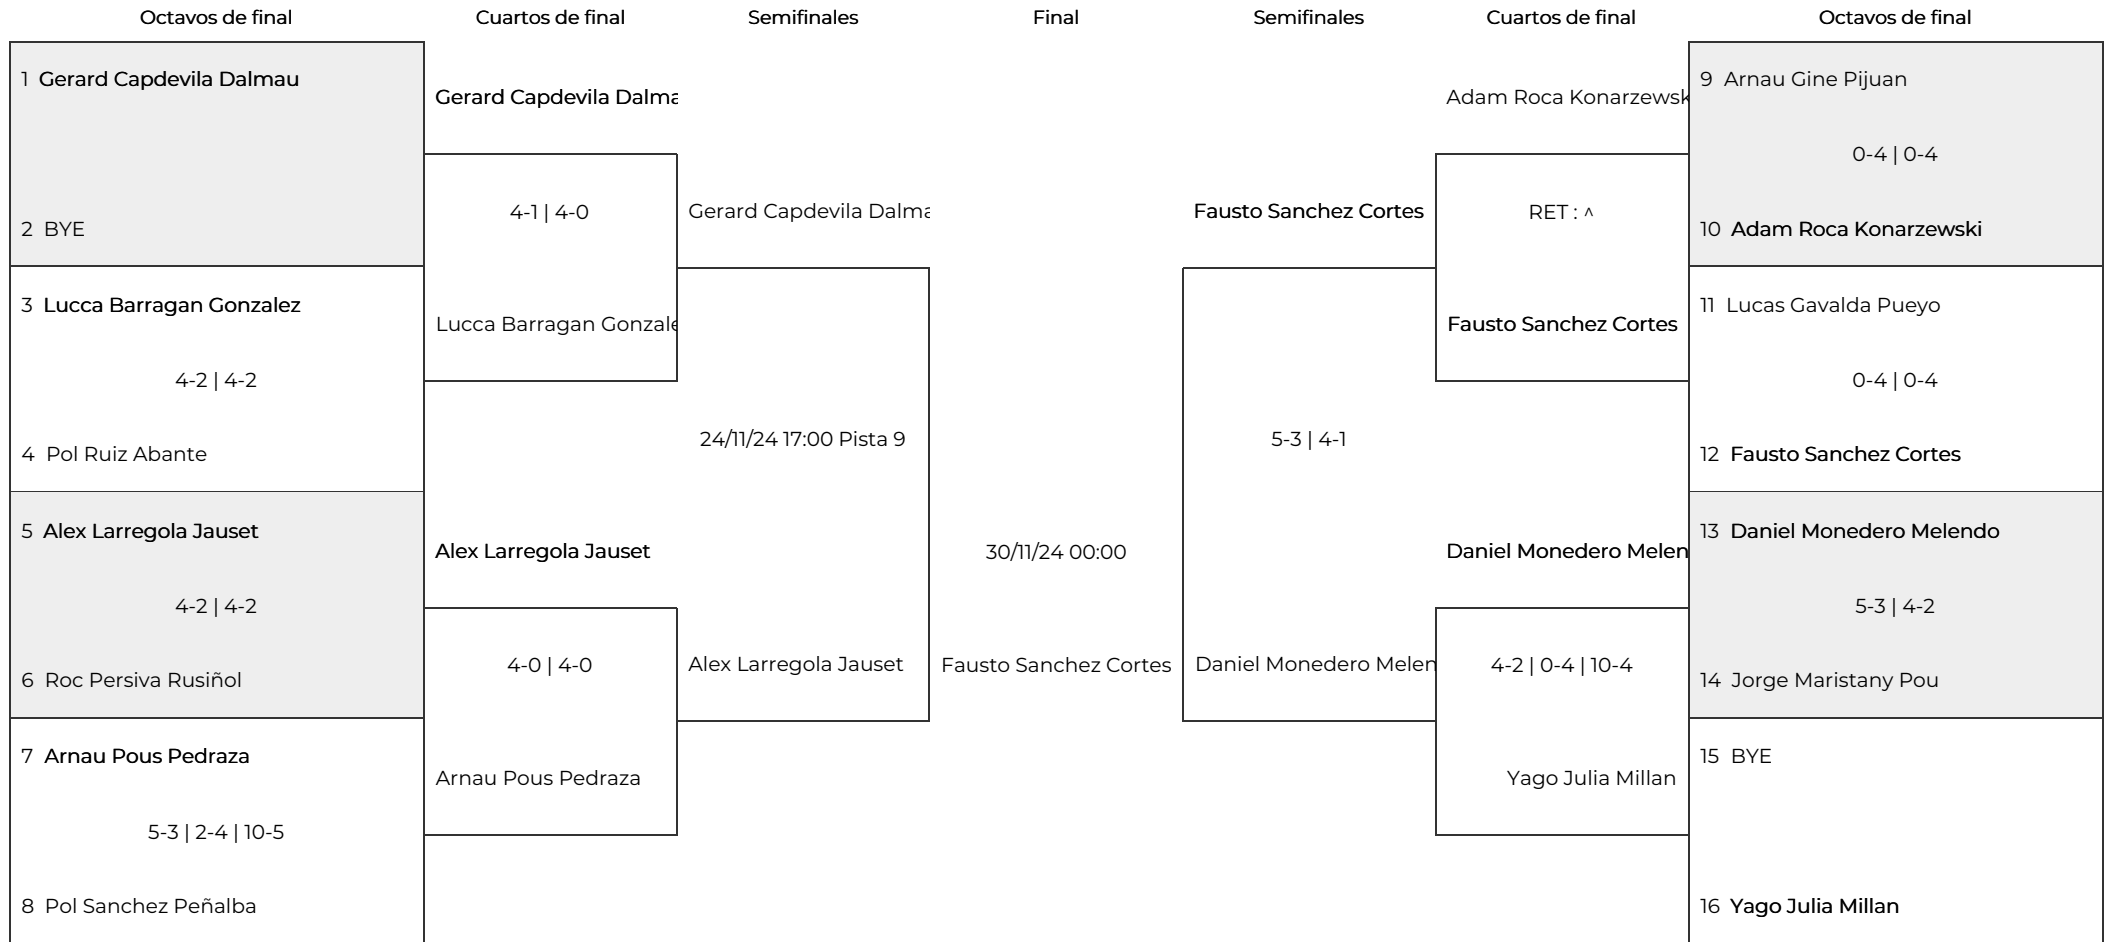 Octavos de final
Cuartos de final
Semifinales
Final
Semifinales
Cuartos de final
Octavos de final
1 Gerard Capdevila Dalmau
2 BYE
3 Lucca Barragan Gonzalez
4-2 | 4-2
4 Pol Ruiz Abante
5 Alex Larregola Jauset
4-2 | 4-2
6 Roc Persiva Rusiñol
7 Arnau Pous Pedraza
5-3 | 2-4 | 10-5
8 Pol Sanchez Peñalba
Gerard Capdevila Dalma
4-1 | 4-0
Lucca Barragan Gonzale
Alex Larregola Jauset
4-0 | 4-0
Arnau Pous Pedraza
Gerard Capdevila Dalma
24/11/24 17:00 Pista 9
Alex Larregola Jauset
30/11/24 00:00
Fausto Sanchez Cortes
Fausto Sanchez Cortes
5-3 | 4-1
Daniel Monedero Melen
Adam Roca Konarzewsk
RET : ^
Fausto Sanchez Cortes
Daniel Monedero Melen
4-2 | 0-4 | 10-4
Yago Julia Millan
9 Arnau Gine Pijuan
0-4 | 0-4
10 Adam Roca Konarzewski
11 Lucas Gavalda Pueyo
0-4 | 0-4
12 Fausto Sanchez Cortes
13 Daniel Monedero Melendo
5-3 | 4-2
14 Jorge Maristany Pou
15 BYE
16 Yago Julia Millan